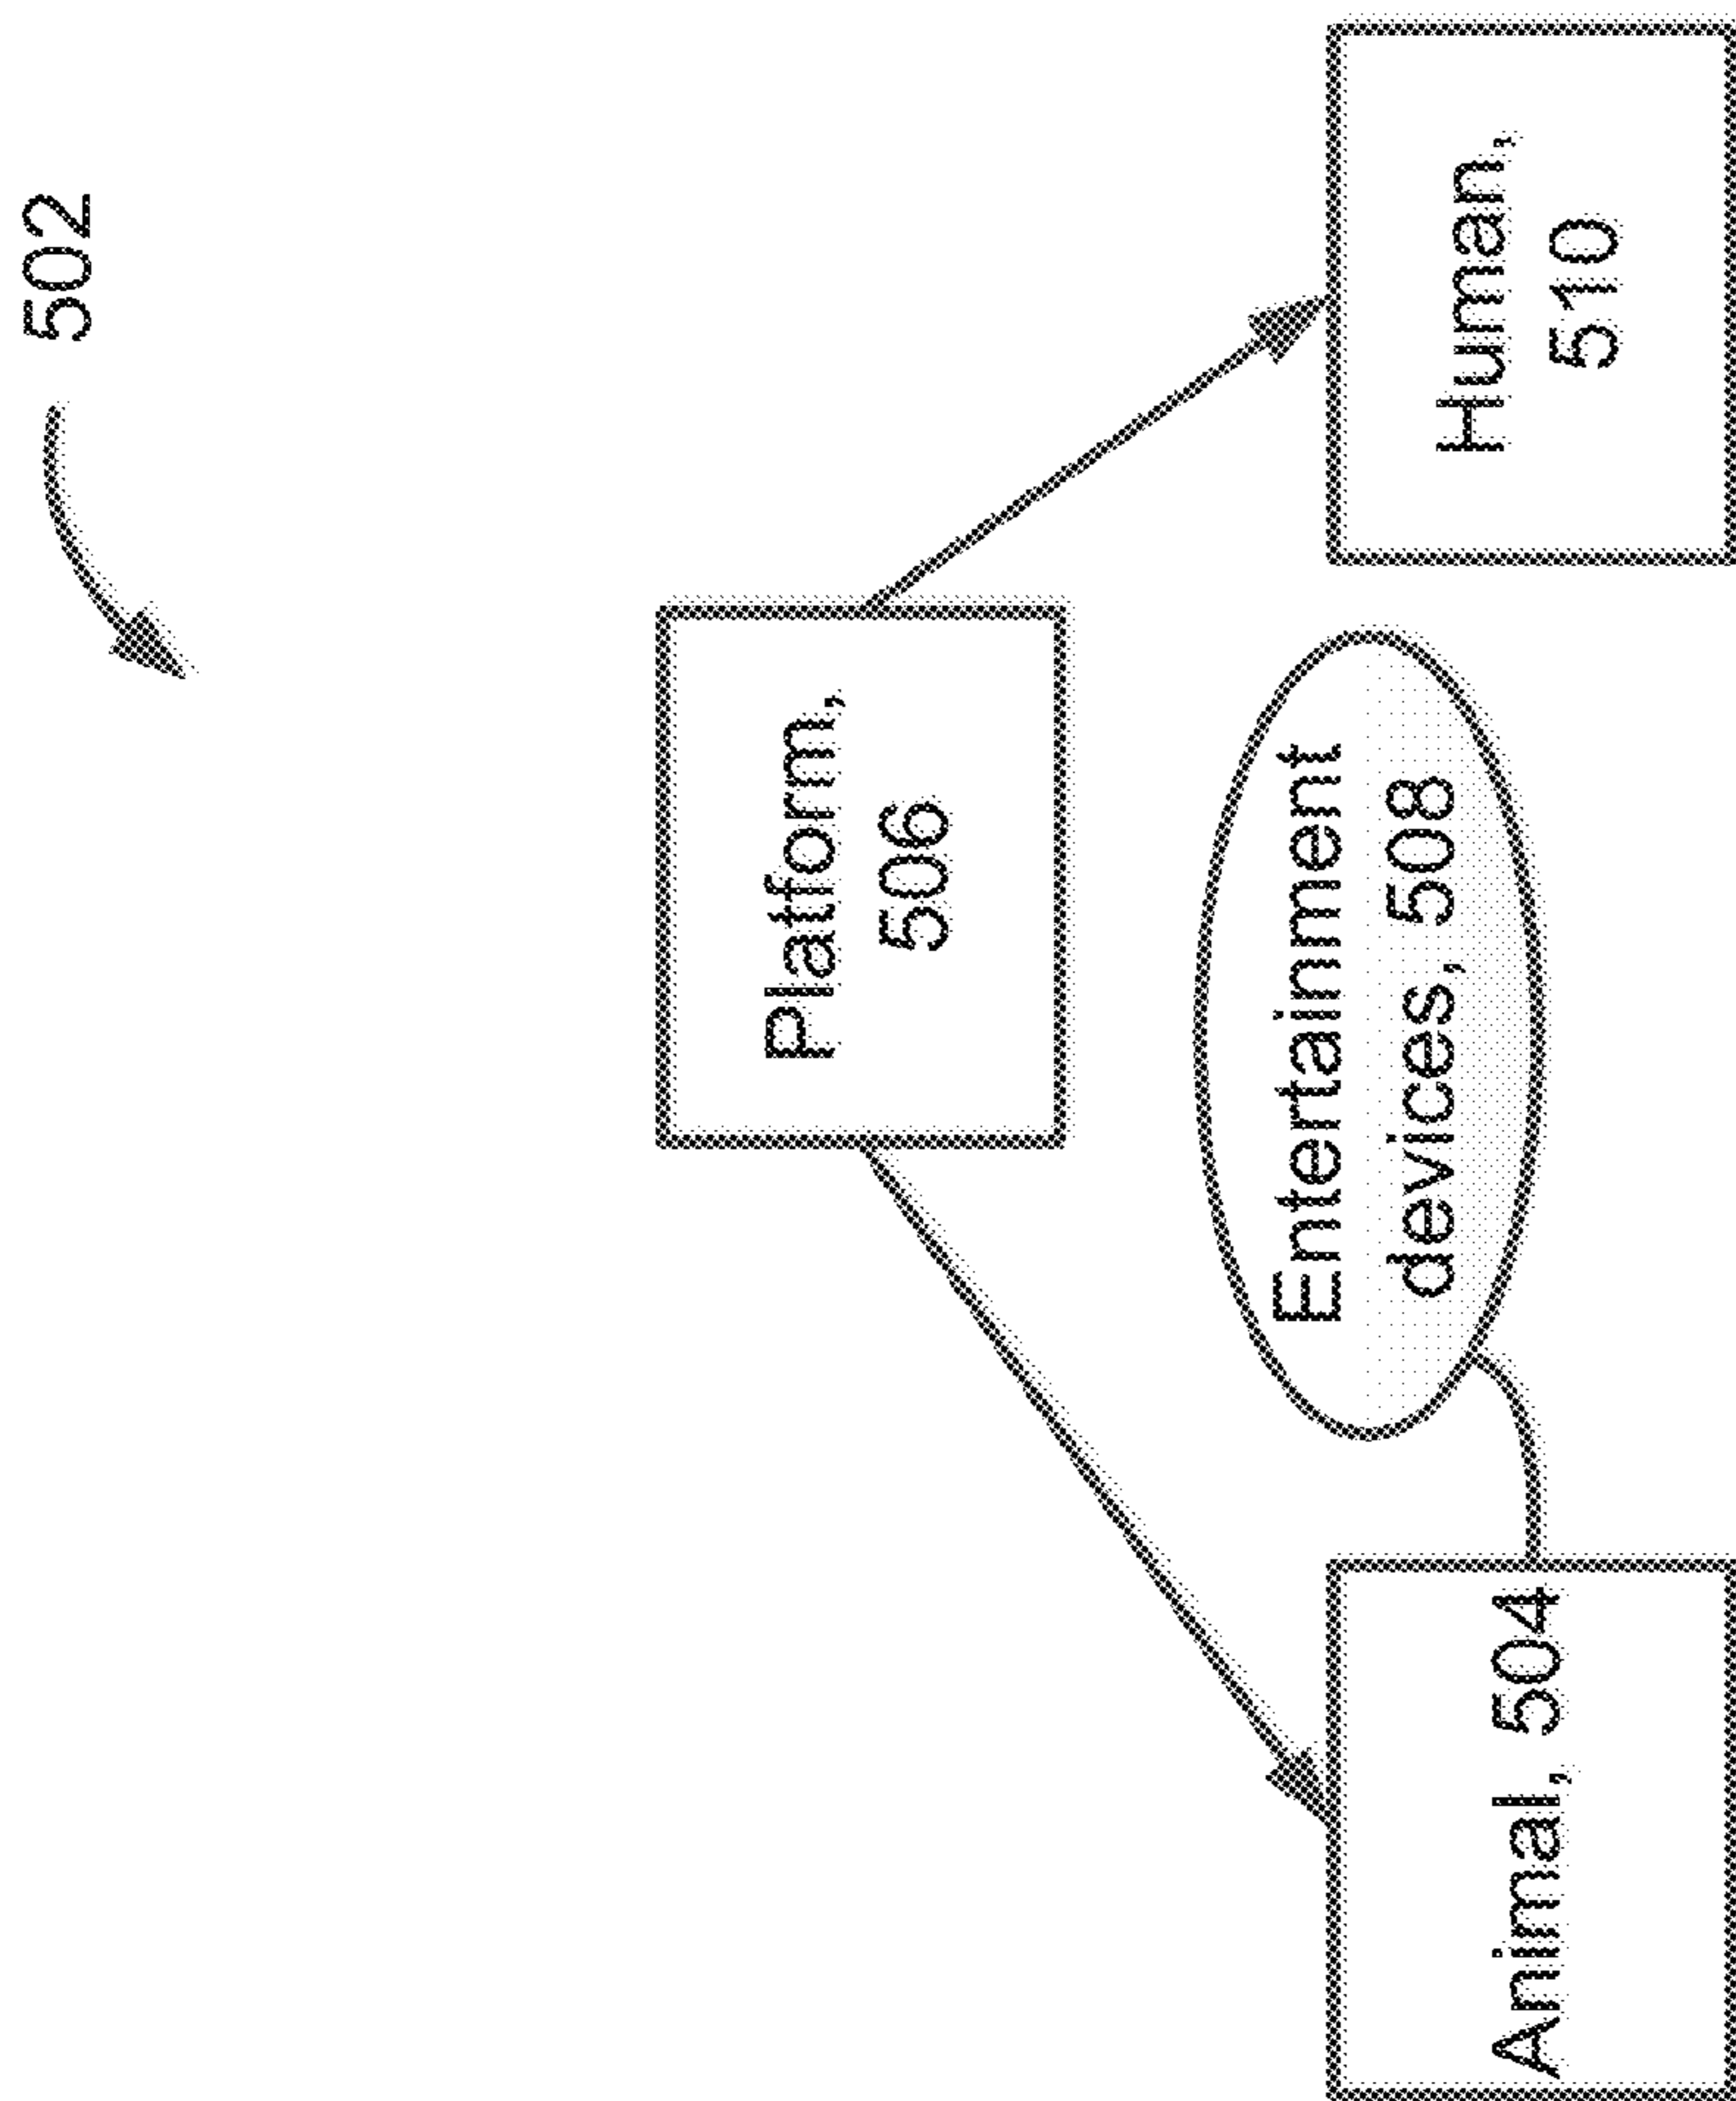 502
Platform,
506
Entertainment
devices, 508
Animal, 504
Human,
510